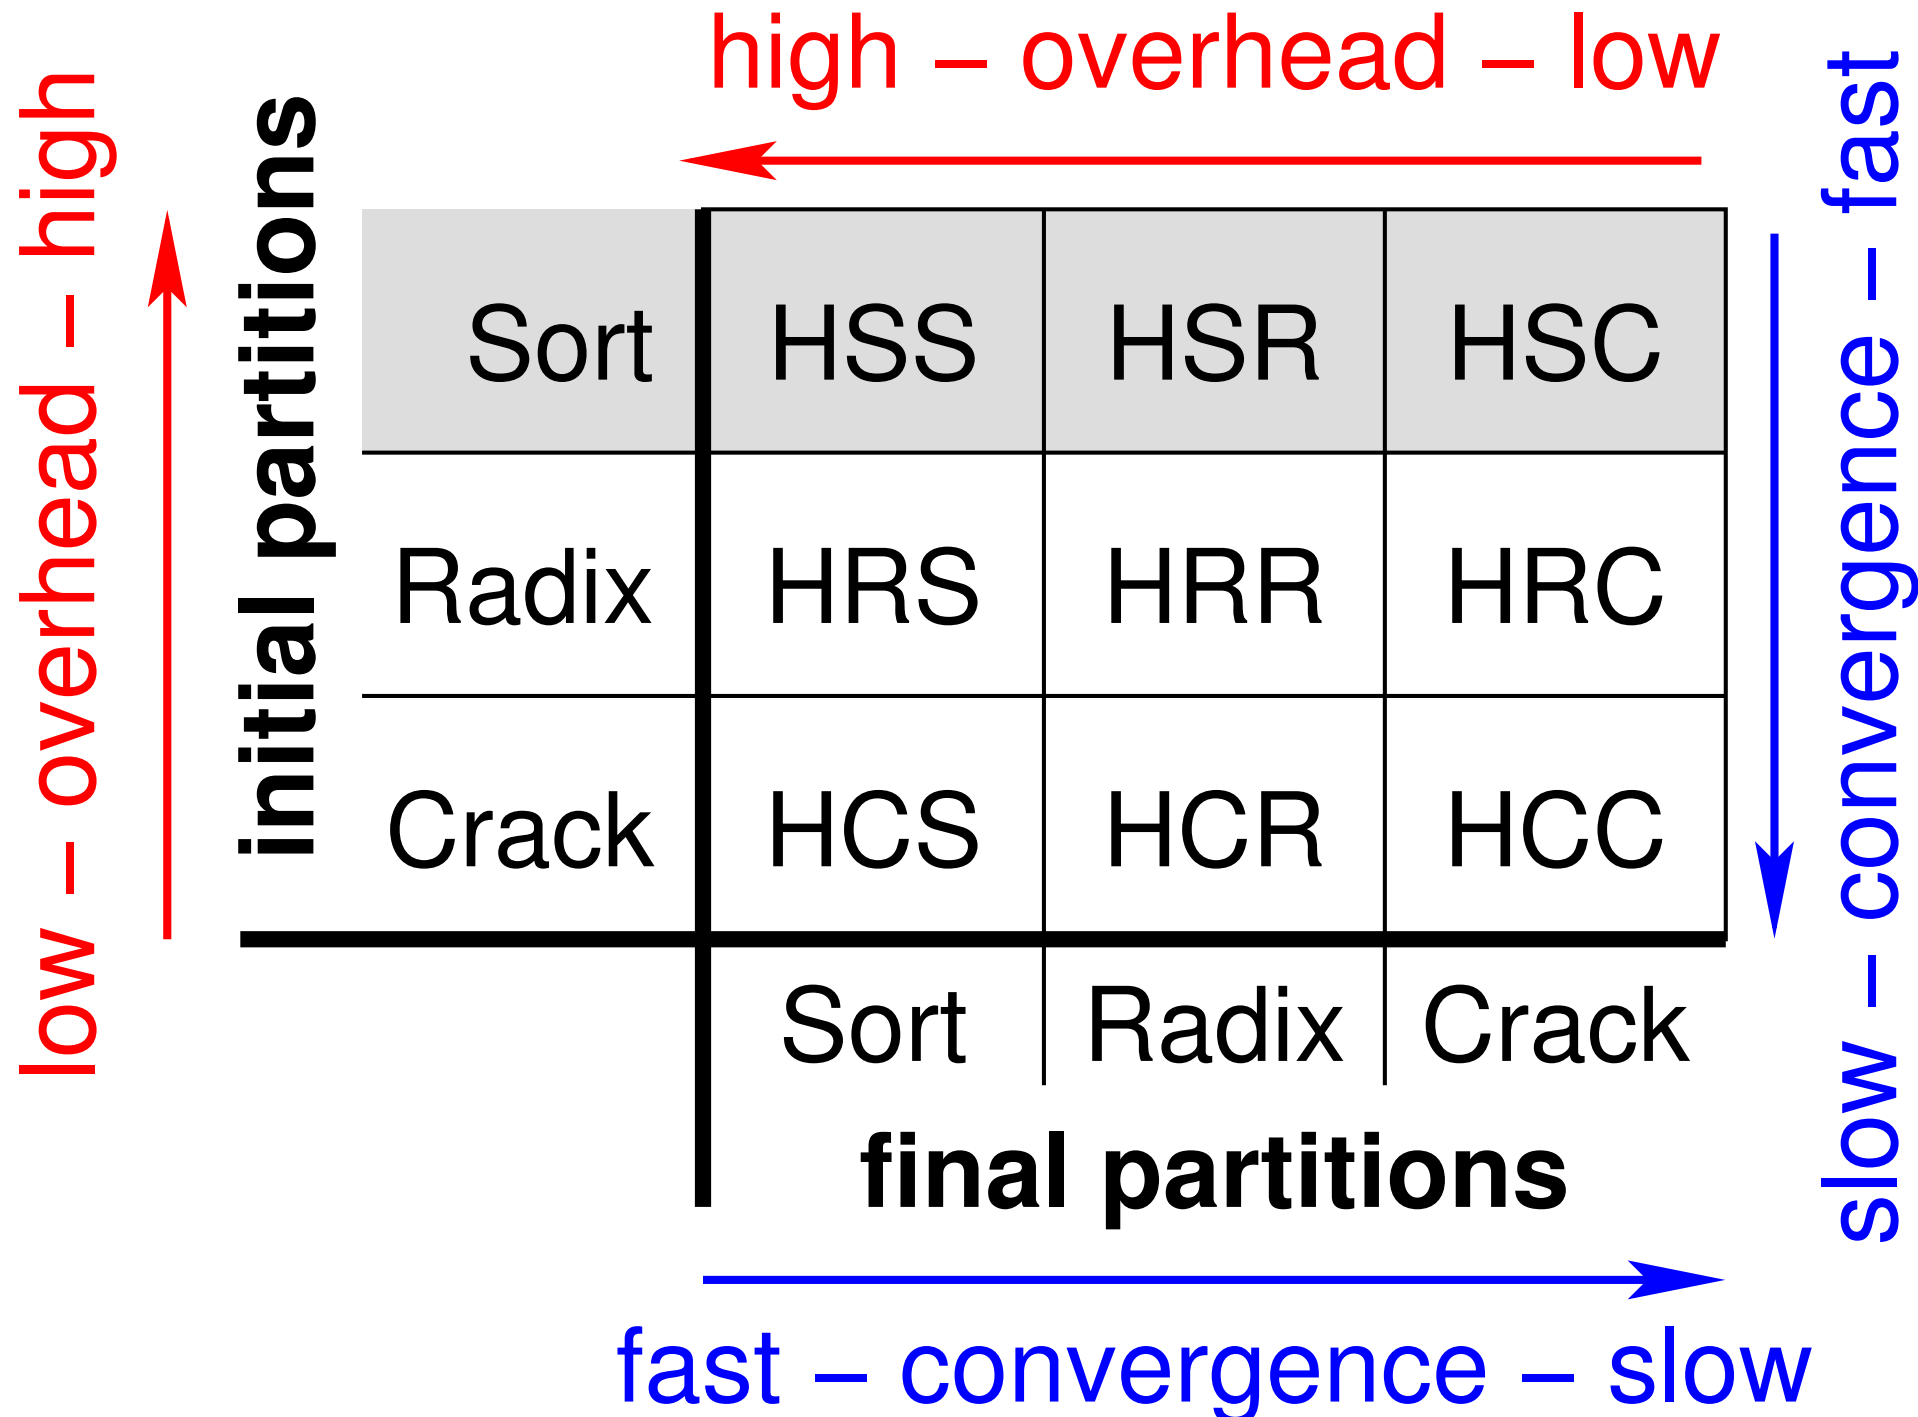 high – overhead – low
low – overhead – high
initial partitions
Sort HSS HSR HSC
Radix HRS HRR HRC
Crack HCS HCR HCC
Sort Radix Crack
final partitions
slow – convergence – fast
fast – convergence – slow